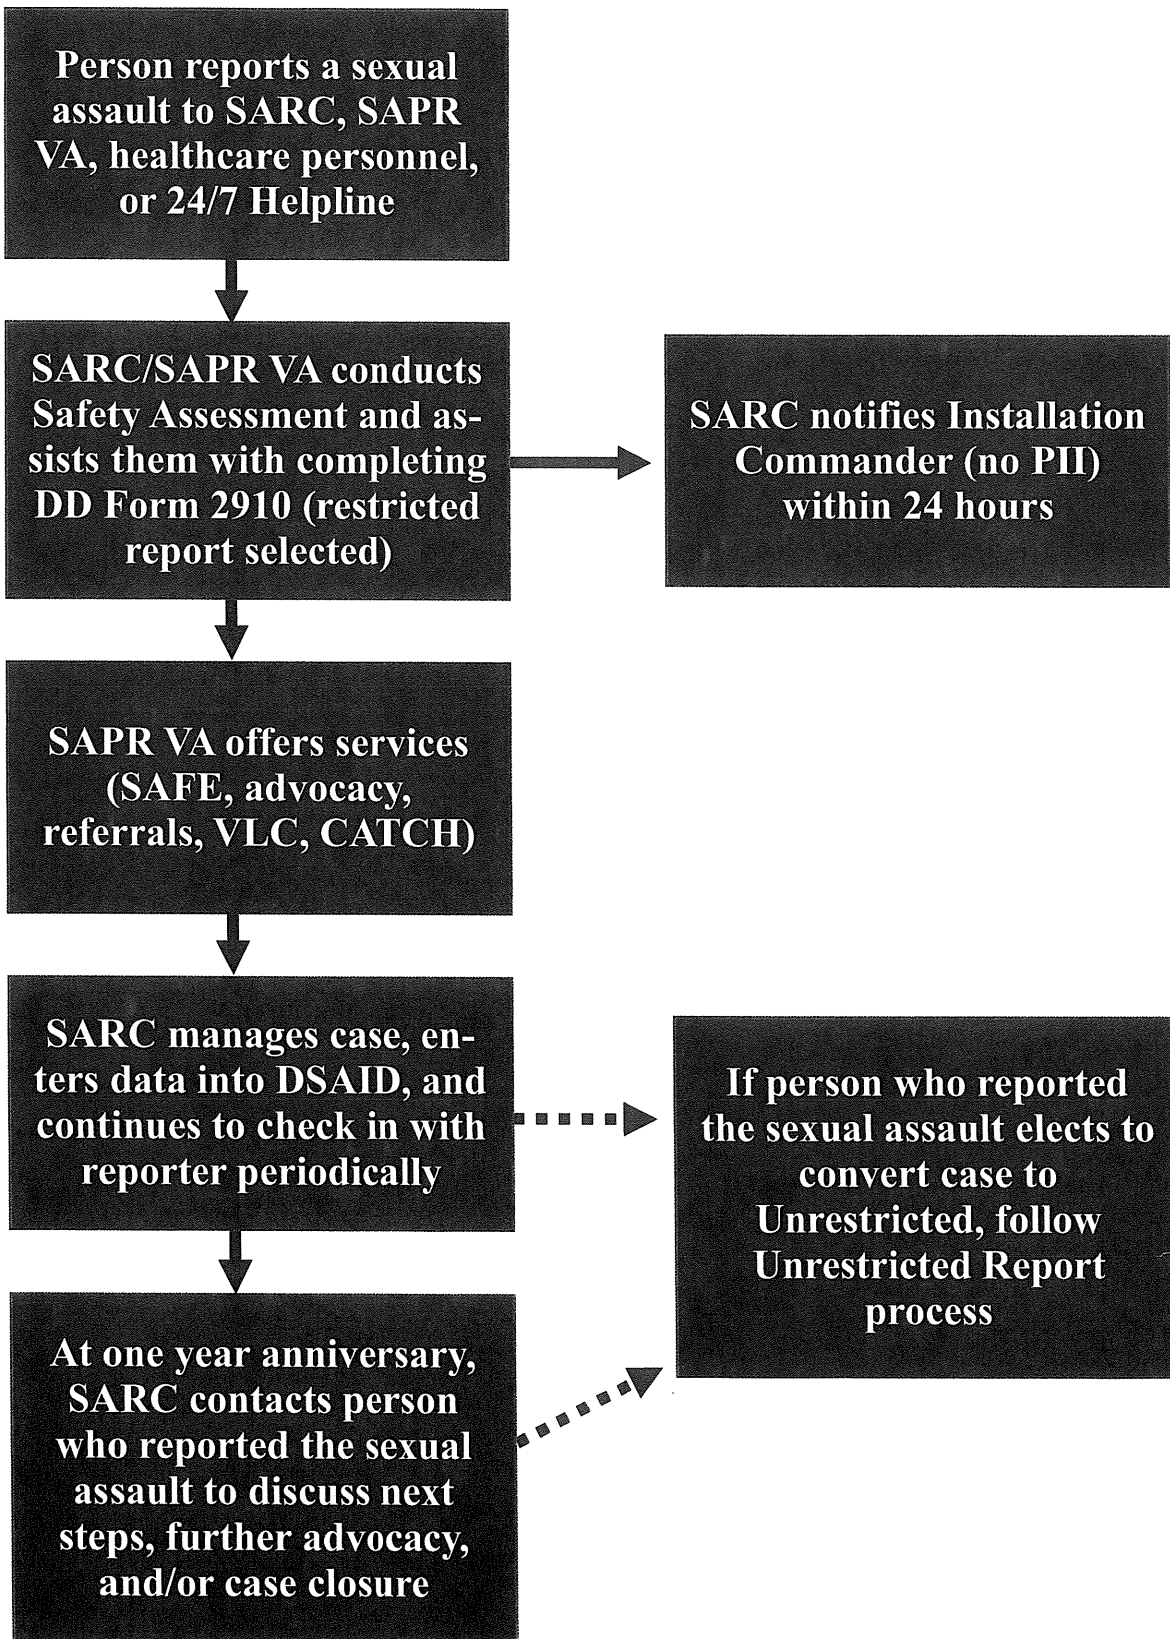 Person reports a sexual
assault to SARC, SAPR
VA, healthcare personnel,
or 24/7 Helpline
SARC/SAPR VA conducts
Safety Assessment and as-
sists them with completing
DD Form 2910 (restricted
report selected)
SARC notifies Installation
Commander (no PII)
within 24 hours
SAPR VA offers services
(SAFE, advocacy,
referrals, VLC, CATCH)
SARC manages case, en-
ters data into DSAID, and
continues to check in with
reporter periodically
If person who reported
the sexual assault elects to
convert case to
Unrestricted, follow
Unrestricted Report
process
At one year anniversary,
SARC contacts person
who reported the sexual
assault to discuss next
steps, further advocacy,
and/or case closure